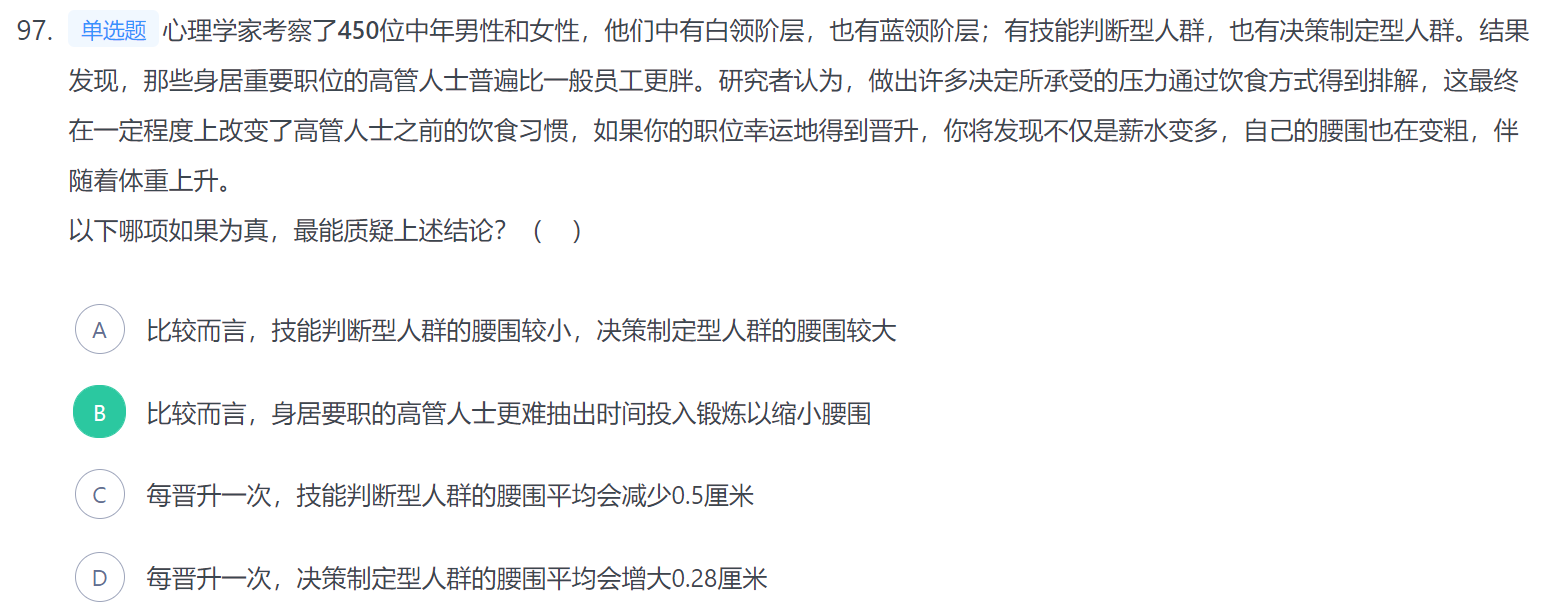 97. 单选题 心理学家考察了450位中年男性和女性，他们中有白领阶层，也有蓝领阶层；有技能判断型人群，也有决策制定型人群。结果
发现，那些身居重要职位的高管人士普遍比一般员工更胖。研究者认为，做出许多决定所承受的压力通过饮食方式得到排解，这最终
在一定程度上改变了高管人士之前的饮食习惯，如果你的职位幸运地得到晋升，你将发现不仅是薪水变多，自己的腰围也在变粗，伴
随着体重上升。
以下哪项如果为真，最能质疑上述结论？（ ）
A 比较而言，技能判断型人群的腰围较小，决策制定型人群的腰围较大
B 比较而言，身居要职的高管人士更难抽出时间投入锻炼以缩小腰围
C 每晋升一次，技能判断型人群的腰围平均会减少0.5厘米
D 每晋升一次，决策制定型人群的腰围平均会增大0.28厘米